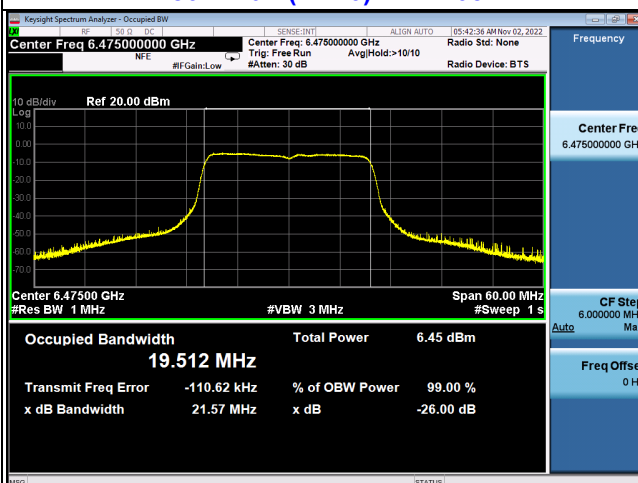 Keysight Spectrum Analyzer - Occupied BW
LXI RF 50 Ω DC SENSE:INT ALIGN AUTO 05:42:36 AM Nov 02, 2022
Center Freq 6.475000000 GHz
NFE
#IFGain:Low
Center Freq: 6.475000000 GHz
Trig: Free Run Avg|Hold:>10/10
#Atten: 30 dB
Radio Std: None
Radio Device: BTS
Frequency
10 dB/div Ref 20.00 dBm
Log
10.0
0.00
-10.0
-20.0
-30.0
-40.0
-50.0
-60.0
-70.0
Center 6.47500 GHz Span 60.00 MHz
#Res BW 1 MHz #VBW 3 MHz #Sweep 1 s
Occupied Bandwidth
19.512 MHz
Total Power 6.45 dBm
Transmit Freq Error -110.62 kHz % of OBW Power 99.00 %
x dB Bandwidth 21.57 MHz x dB -26.00 dB
Center Fre
6.475000000 GH
CF Ste
6.000000 MH
Auto Ma
Freq Offse
0 H
MSG STATUS